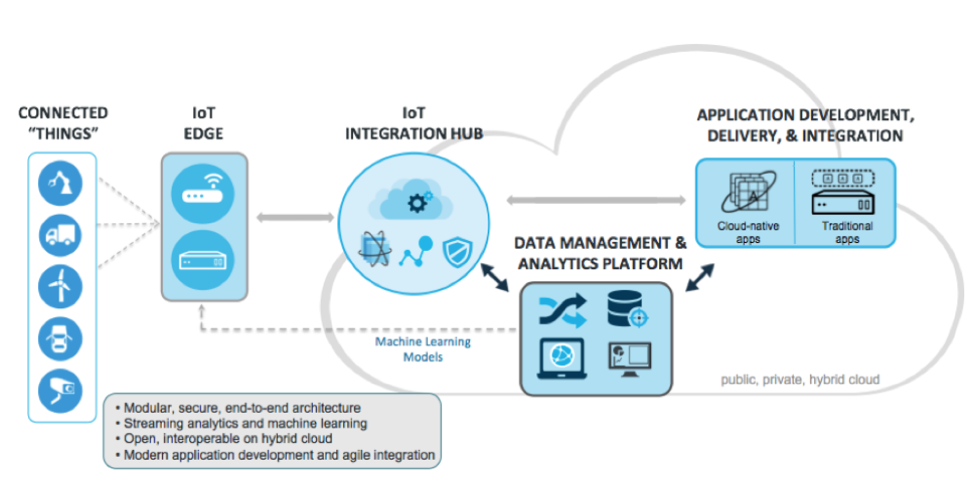 CONNECTED
"THINGS"
IoT
EDGE
IoT
INTEGRATION HUB
APPLICATION DEVELOPMENT,
DELIVERY, & INTEGRATION
Cloud-native
apps
Traditional
apps
DATA MANAGEMENT &
ANALYTICS PLATFORM
Machine Learning
Models
public, private, hybrid cloud
• Modular, secure, end-to-end architecture
• Streaming analytics and machine learning
• Open, interoperable on hybrid cloud
• Modern application development and agile integration